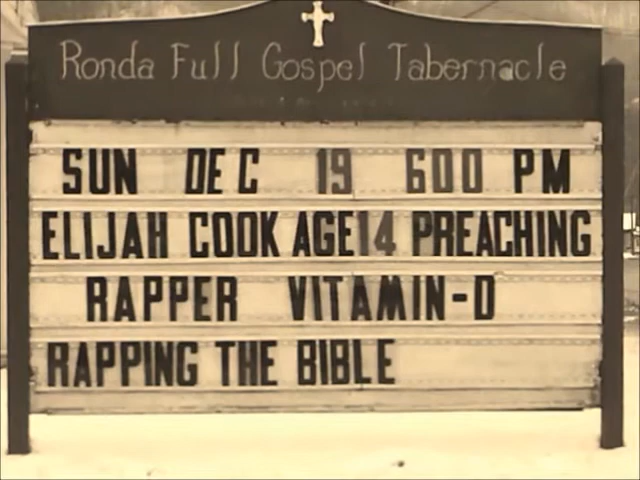 Ronda Full Gospel Tabernacle
SUN DEC 19 600 PM
ELIJAH COOK AGE14 PREACHING
RAPPER VITAMIN-D
RAPPING THE BIBLE